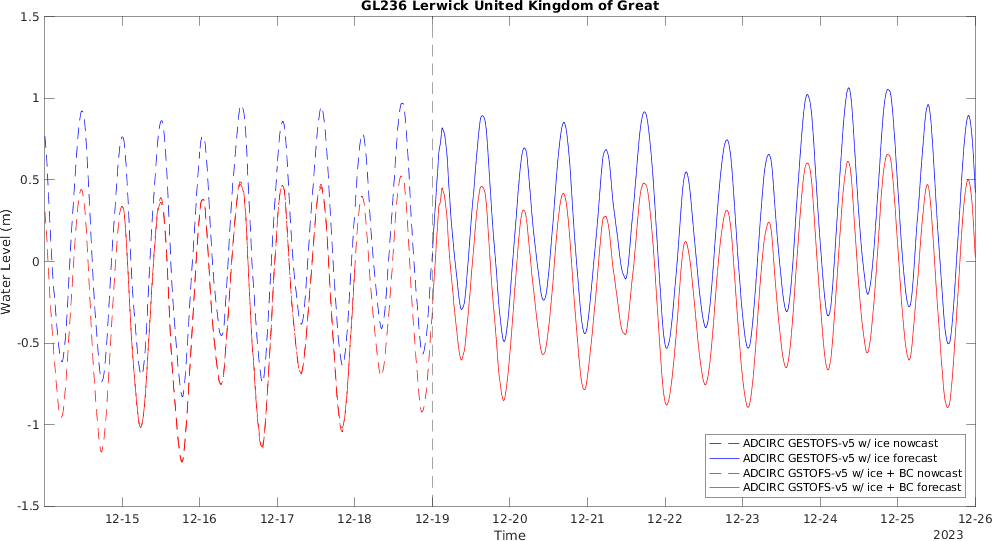 GL236 Lerwick United Kingdom of Great
1.5
1
0.5
0
-0.5
-1
-1.5
Water Level (m)
ADCIRC GESTOFS-v5 w/ ice nowcast
ADCIRC GESTOFS-v5 w/ ice forecast
ADCIRC GSTOFS-v5 w/ ice + BC nowcast
ADCIRC GSTOFS-v5 w/ ice + BC forecast
12-15 12-16 12-17 12-18 12-19 12-20 12-21 12-22 12-23 12-24 12-25 12-26
Time
2023